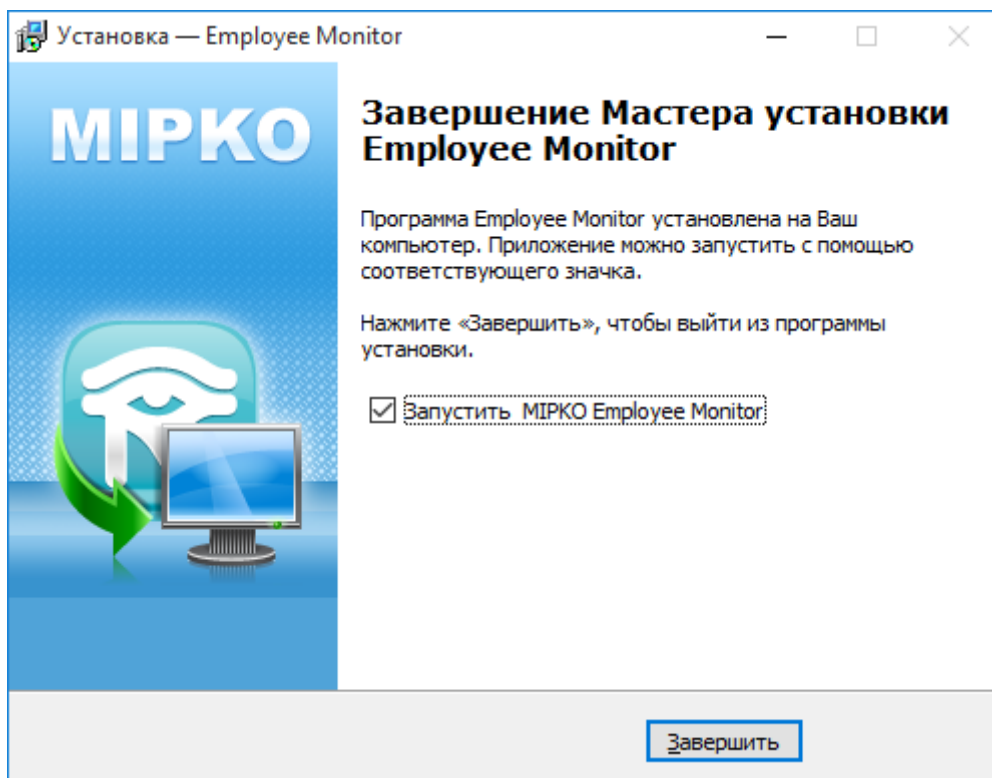 Установка — Employee Monitor
MIPKO
Завершение Мастера установки
Employee Monitor
Программа Employee Monitor установлена на Ваш
компьютер. Приложение можно запустить с помощью
соответствующего значка.
Нажмите «Завершить», чтобы выйти из программы
установки.
Запустить MIPKO Employee Monitor
Завершить